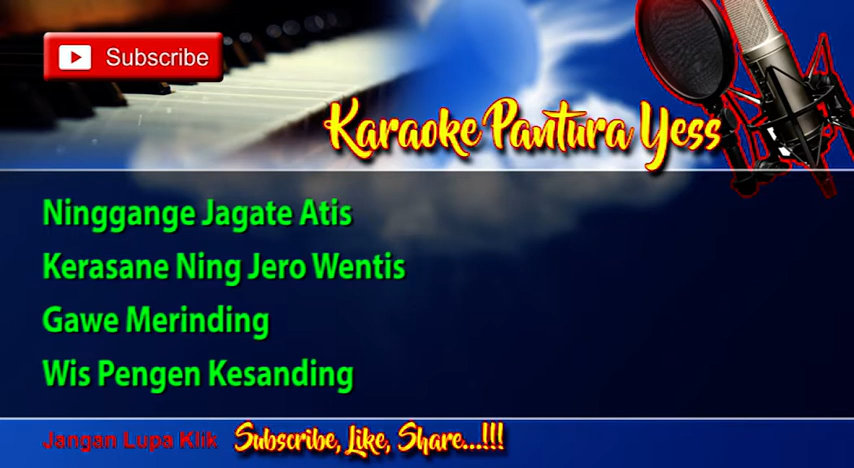 Subscribe
Karaoke Pantura Yess
Ninggange Jagate Atis
Kerasane Ning Jero Wentis
Gawe Merinding
Wis Pengen Kesanding
Jangan Lupa Klik Subscribe, Like, Share...!!!